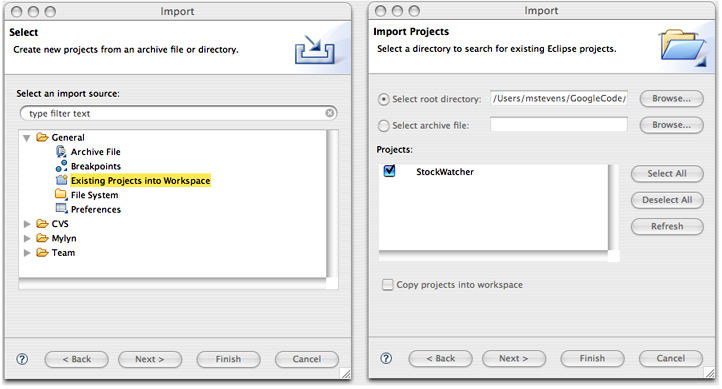 Import
Select
Create new projects from an archive file or directory.
Select an import source:
type filter text
General
Archive File
Breakpoints
Existing Projects into Workspace
File System
Preferences
CVS
Mylyn
Team
?
< Back
Next >
Finish
Cancel
Import
Import Projects
Select a directory to search for existing Eclipse projects.
Select root directory: /Users/mstevens/GoogleCode/ Browse...
Select archive file: Browse...
Projects:
StockWatcher
Select All
Deselect All
Refresh
Copy projects into workspace
?
< Back
Next >
Finish
Cancel